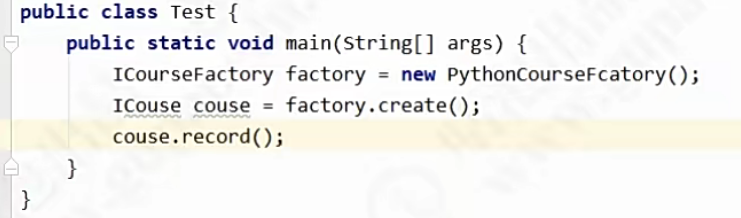 public class Test {
    public static void main(String[] args) {
        ICourseFactory factory = new PythonCourseFcatory();
        ICouse couse = factory.create();
        couse.record();
    }
}